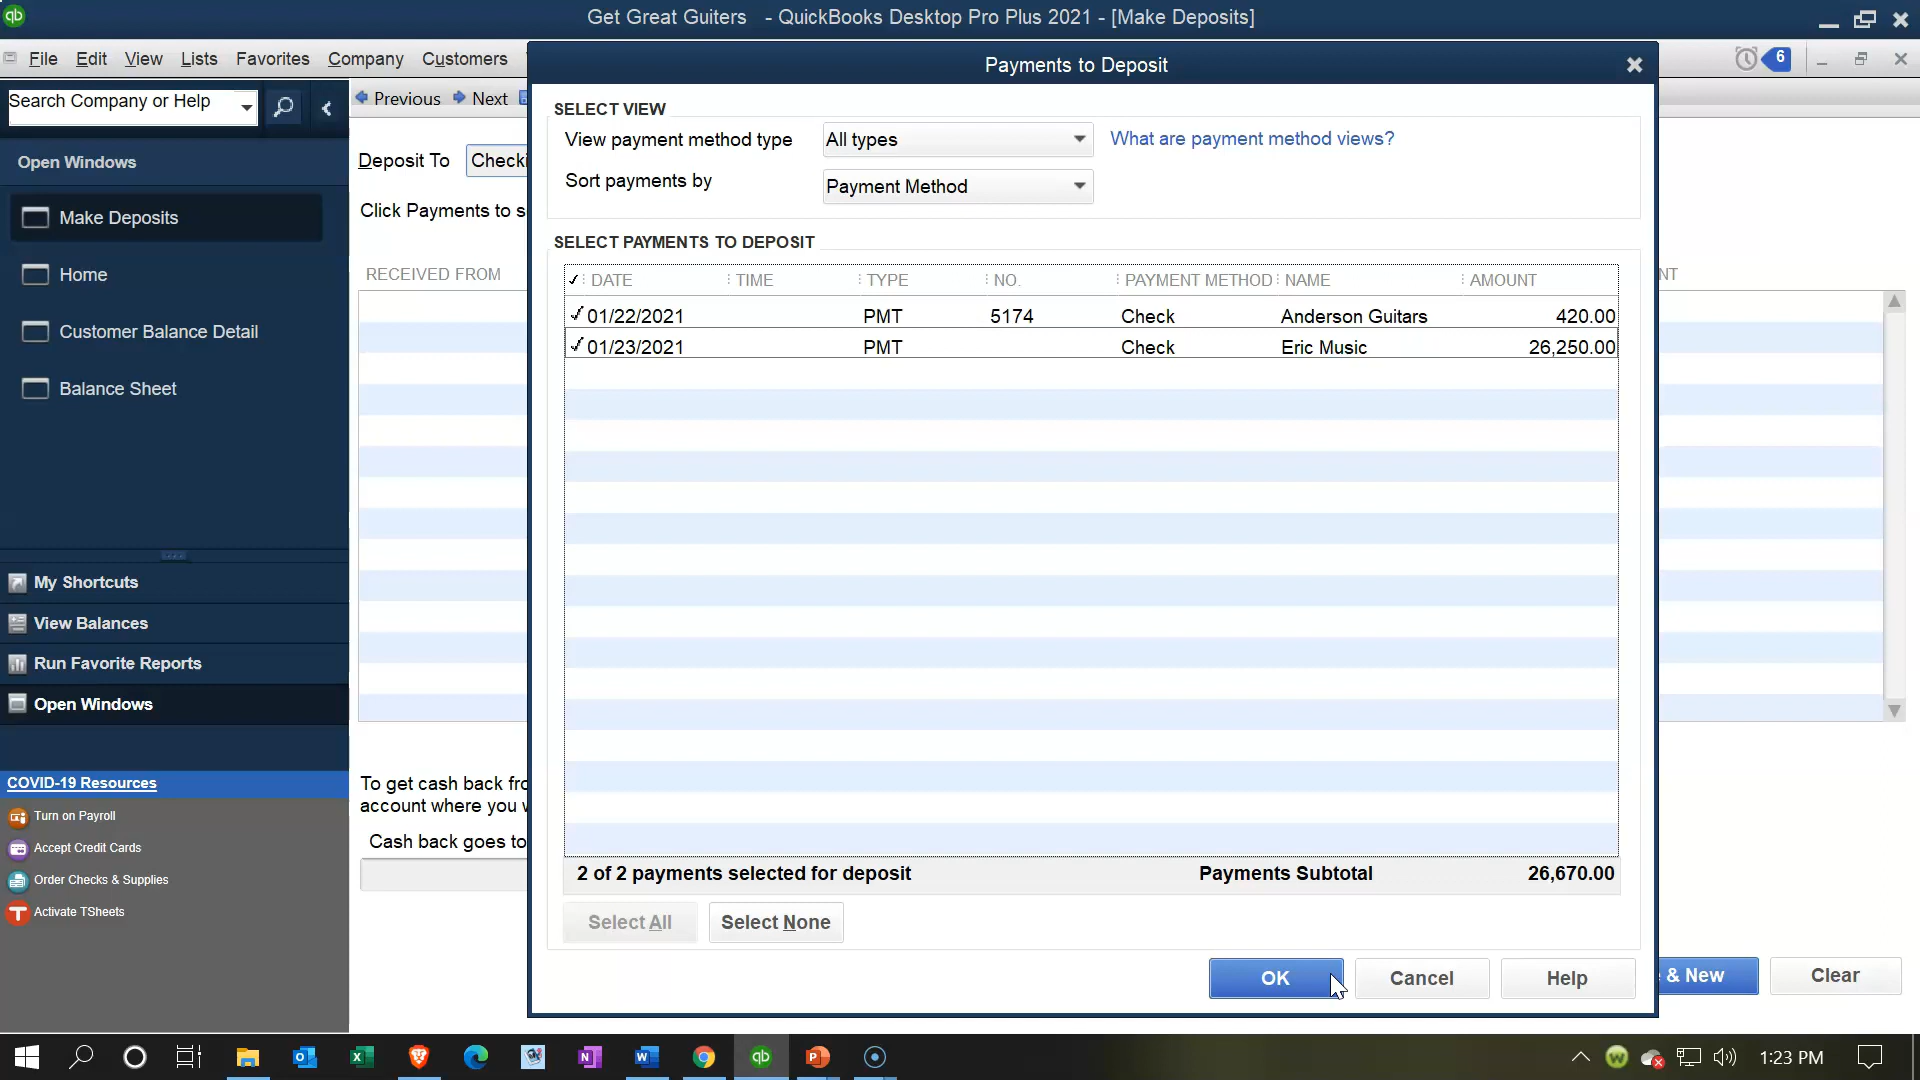 Get Great Guiters - QuickBooks Desktop Pro Plus 2021 - [Make Deposits]
File Edit View Lists Favorites Company Customers
6
Search Company or Help
Previous Next
Open Windows
Make Deposits
Home
Customer Balance Detail
Balance Sheet
My Shortcuts
View Balances
Run Favorite Reports
Open Windows
COVID-19 Resources
Turn on Payroll
Accept Credit Cards
Order Checks & Supplies
Activate TSheets
Deposit To Checki
Click Payments to s
RECEIVED FROM
NT
To get cash back fro
account where you w
Cash back goes to
Payments to Deposit
SELECT VIEW
View payment method type All types What are payment method views?
Sort payments by Payment Method
SELECT PAYMENTS TO DEPOSIT
✓ DATE TIME TYPE NO. PAYMENT METHOD NAME AMOUNT
✓ 01/22/2021 PMT 5174 Check Anderson Guitars 420.00
✓ 01/23/2021 PMT Check Eric Music 26,250.00
2 of 2 payments selected for deposit Payments Subtotal 26,670.00
Select All Select None
OK Cancel Help
& New Clear
1:23 PM